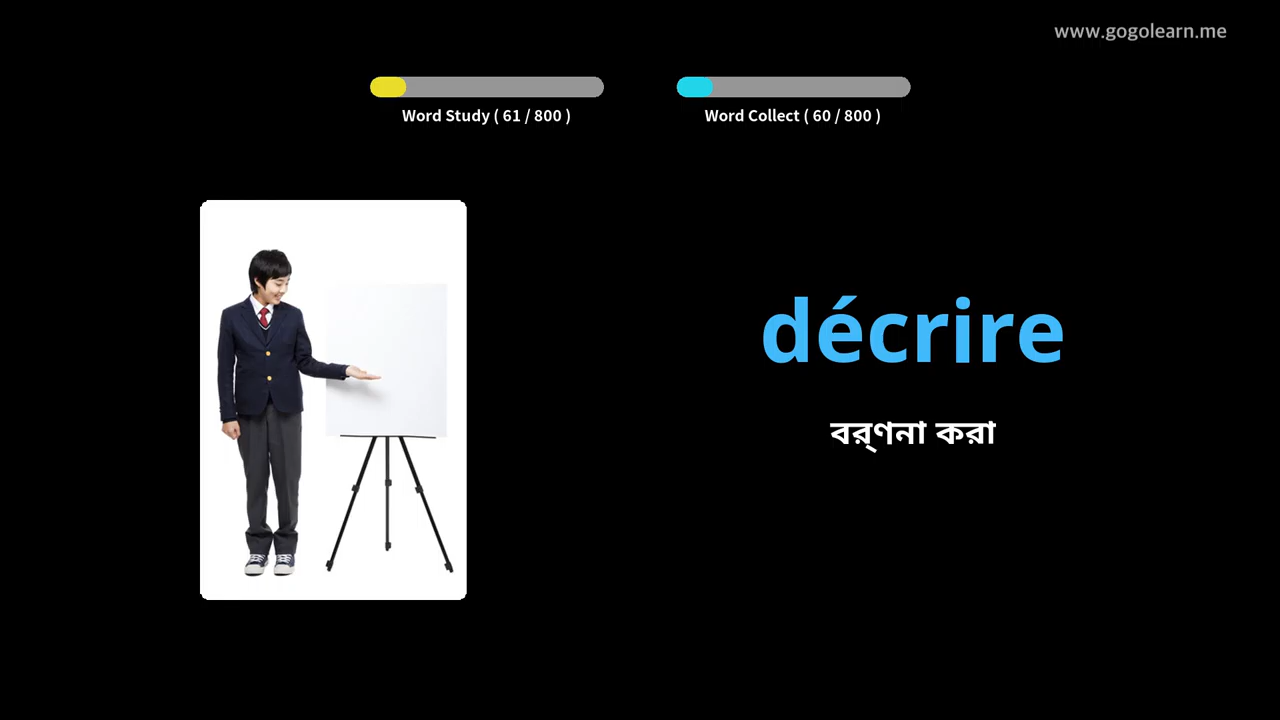 www.gogolearn.me
Word Study ( 61 / 800 )
Word Collect ( 60 / 800 )
décrire
বর্ণনা করা